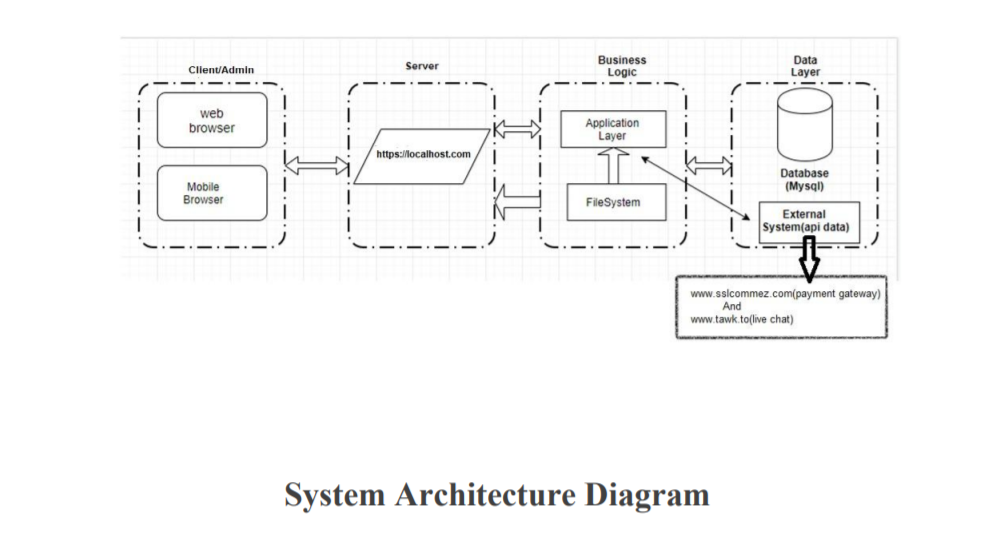 Client/Admin
web
browser
Mobile
Browser
Server
https://localhost.com
Business
Logic
Application
Layer
FileSystem
Data
Layer
Database
(Mysql)
External
System(api data)
www.sslcommez.com(payment gateway)
And
www.tawk.to(live chat)
System Architecture Diagram